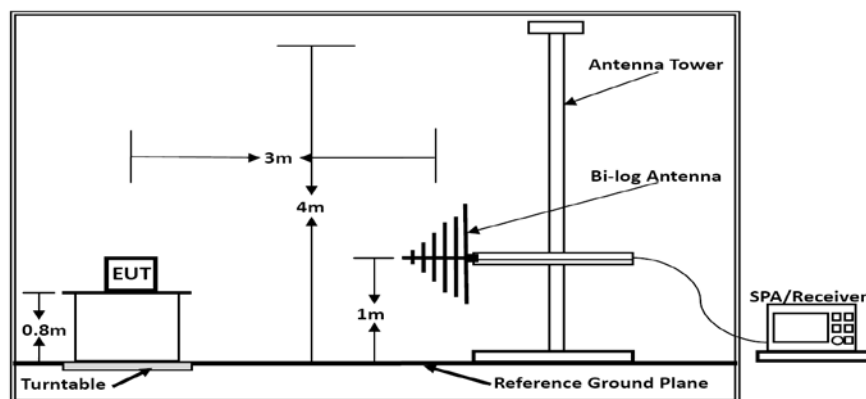 Antenna Tower
3m
Bi-log Antenna
4m
EUT
SPA/Receiver
0.8m
1m
Turntable
Reference Ground Plane